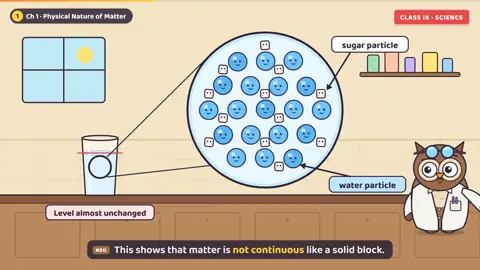 1 Ch 1 · Physical Nature of Matter
CLASS IX · SCIENCE
sugar particle
water particle
Level almost unchanged
NEO This shows that matter is not continuous like a solid block.